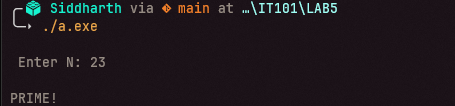 Siddharth via main at …\IT101\LAB5
./a.exe
Enter N: 23
PRIME!